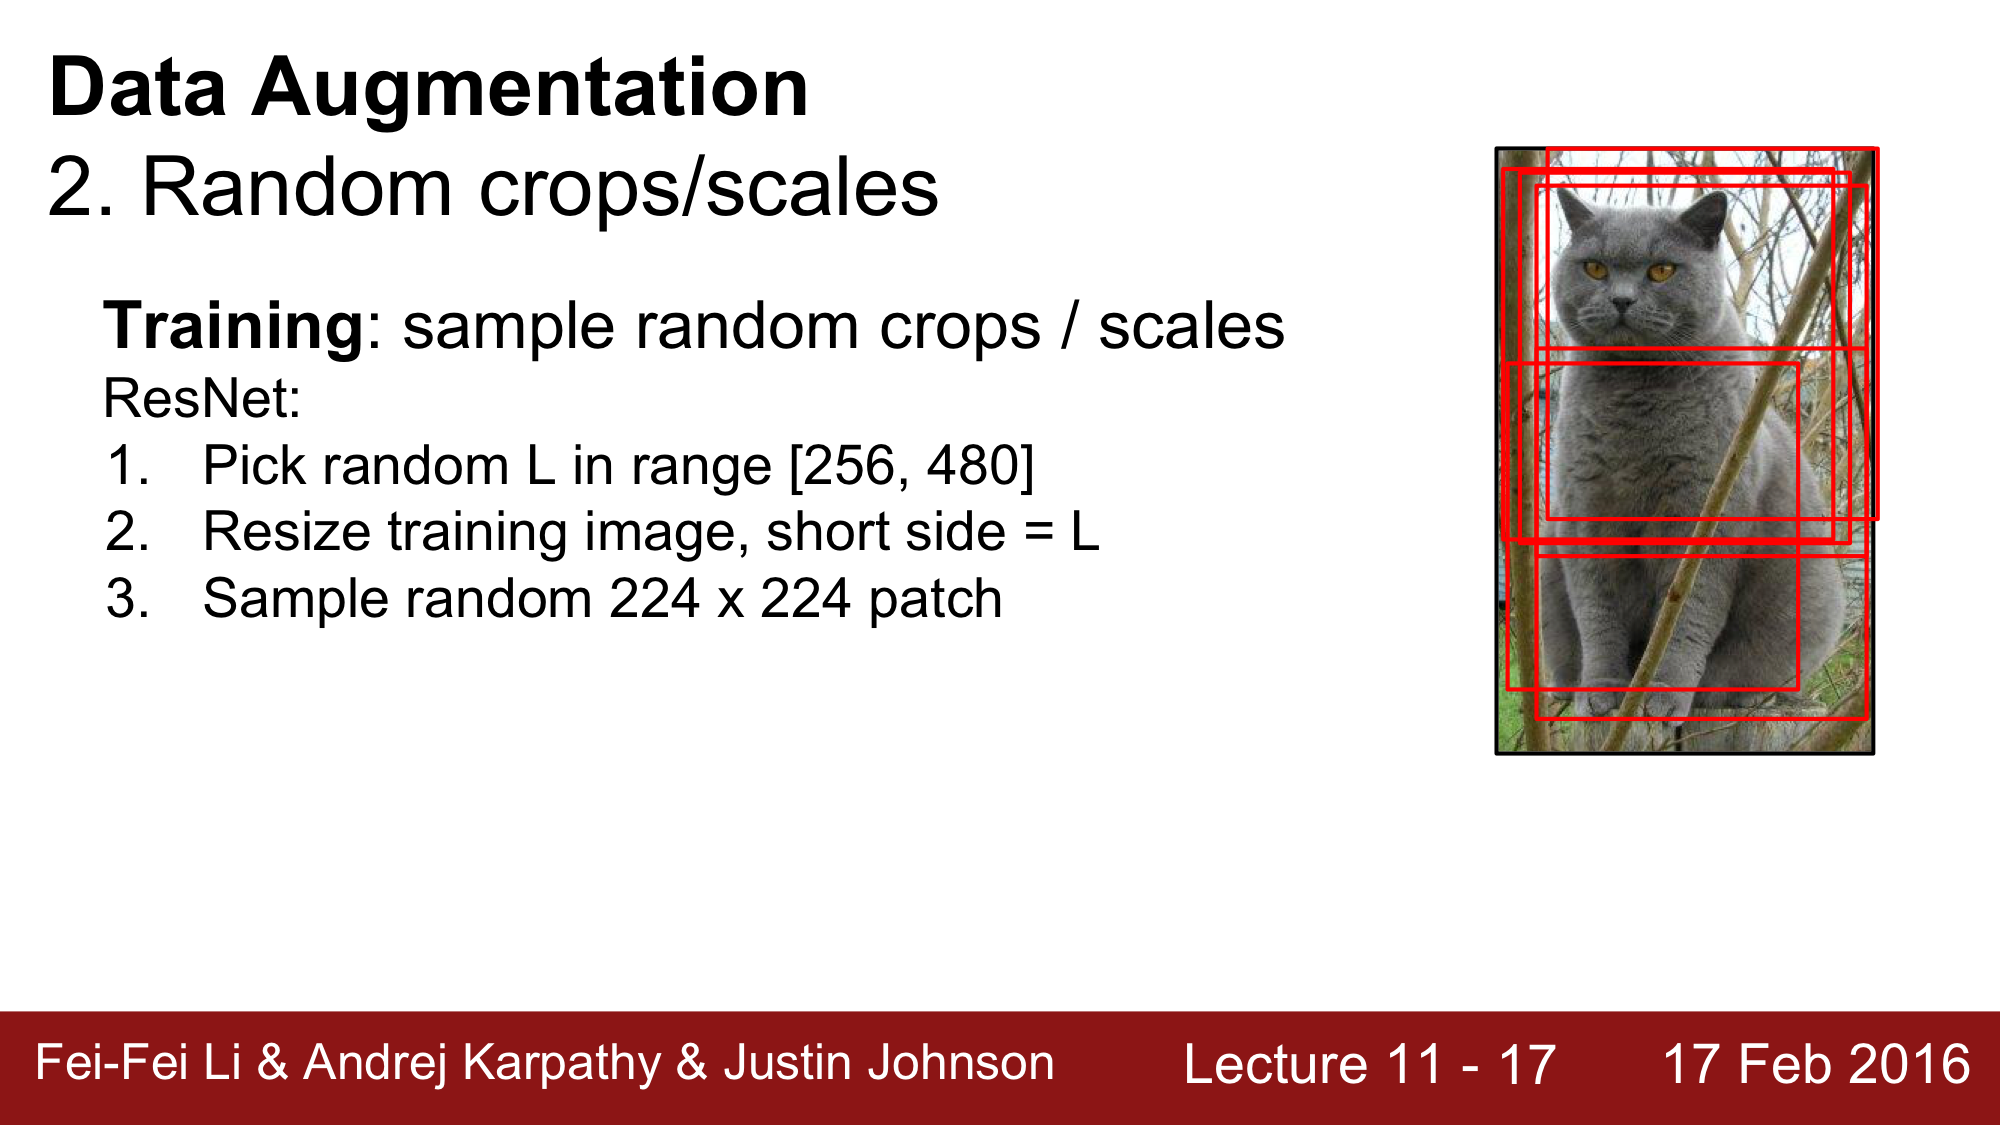 Data Augmentation
2. Random crops/scales
Training: sample random crops / scales
ResNet:
1. Pick random L in range [256, 480]
2. Resize training image, short side = L
3. Sample random 224 x 224 patch
Fei-Fei Li & Andrej Karpathy & Justin Johnson Lecture 11 - 17 17 Feb 2016